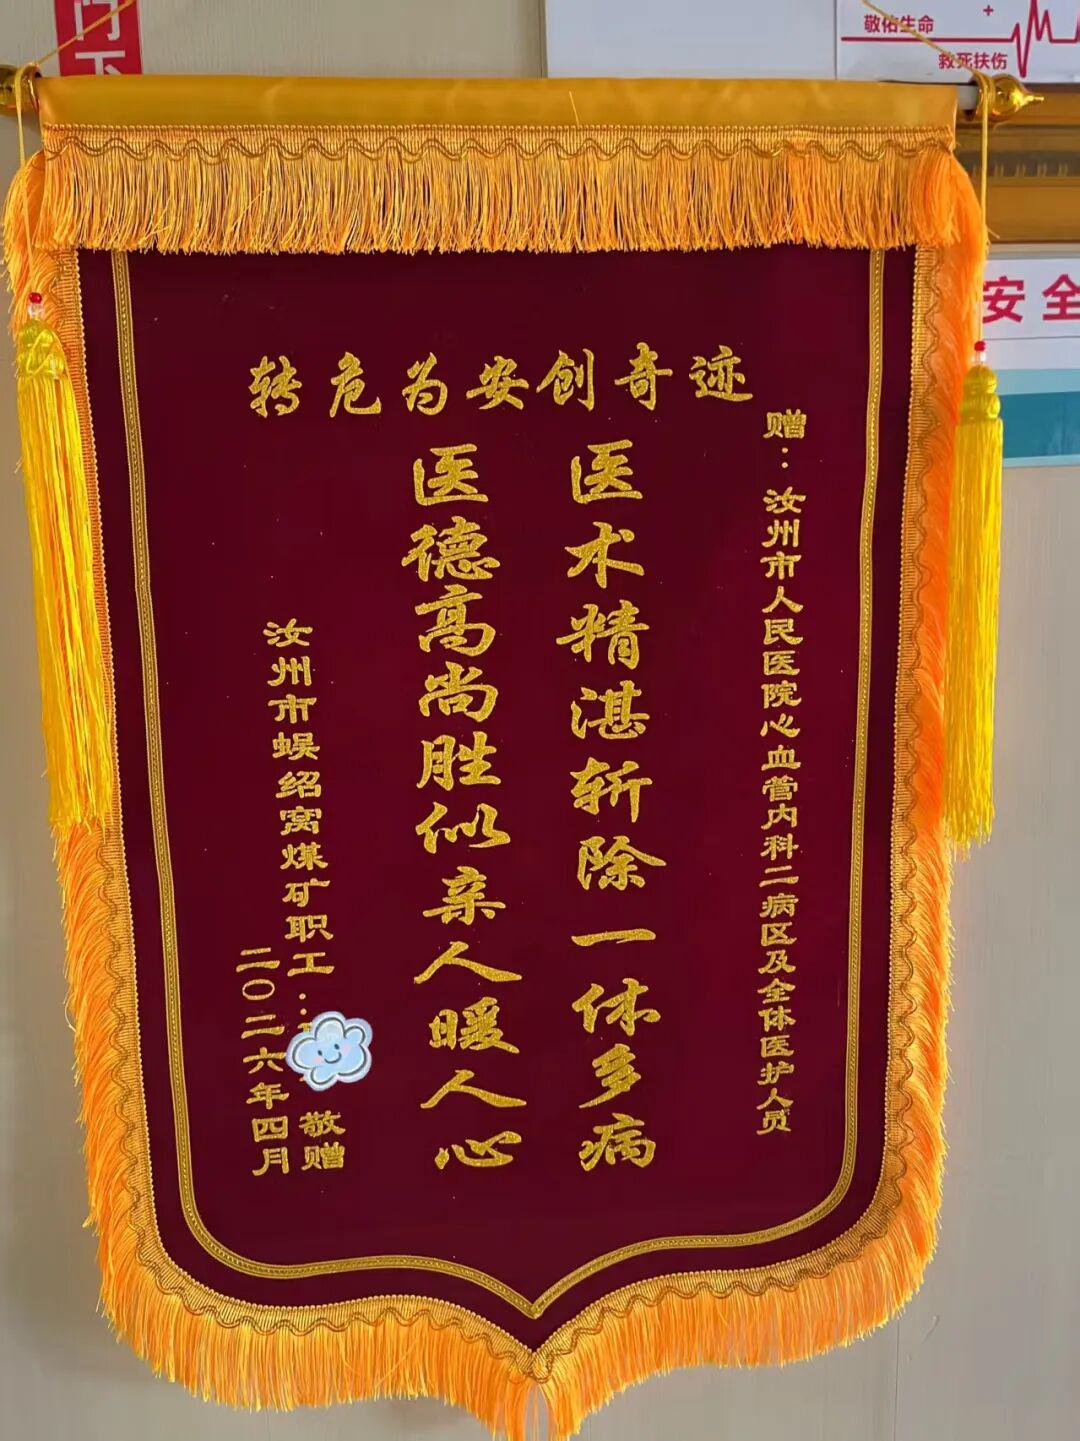 门下
敬佑生命
救死扶伤
安全
转危为安创奇迹
赠：汝州市人民医院心血管内科二病区及全体医护人员
医术精湛斩除一体多病
医德高尚胜似亲人暖人心
汝州市蜈绍窝煤矿职工：
敬赠
二〇二六年四月